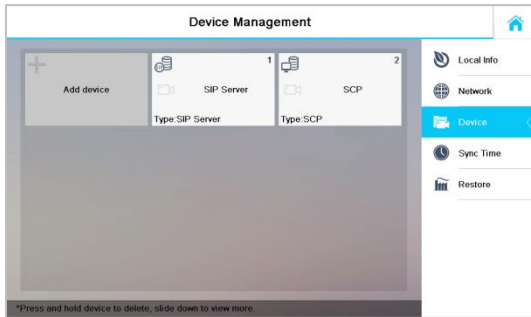 Device Management
Add device
1
SIP Server
Type:SIP Server
2
SCP
Type:SCP
*Press and hold device to delete, slide down to view more.
Local Info
Network
Device
Sync Time
Restore